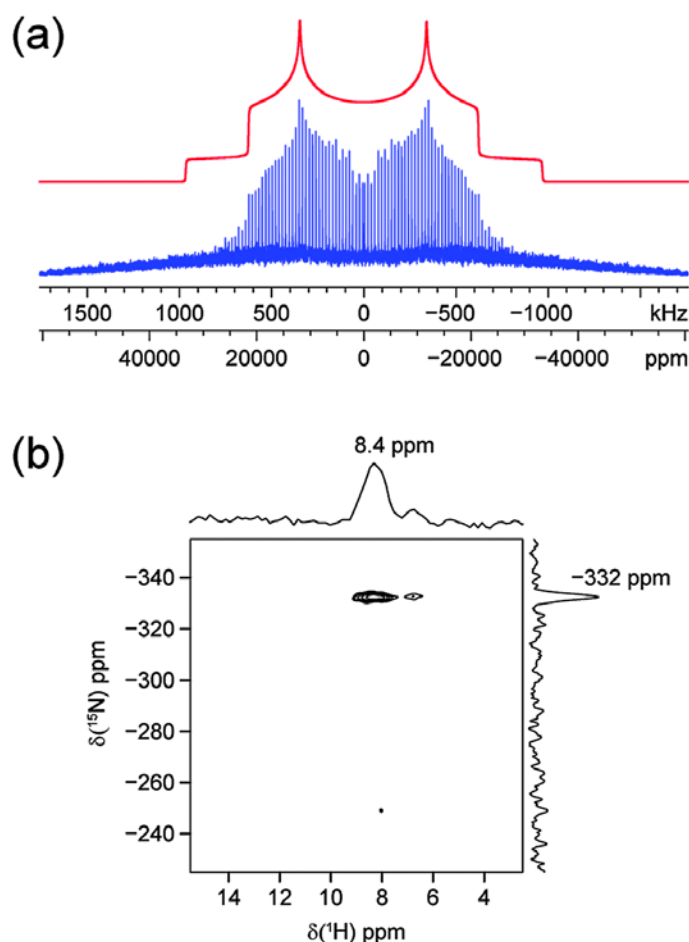 (a)
1500 1000 500 0 −500 −1000 kHz
40000 20000 0 −20000 −40000 ppm
(b)
8.4 ppm
−332 ppm
−340
−320
−300
−280
−260
−240
δ(¹⁵N) ppm
14 12 10 8 6 4
δ(¹H) ppm